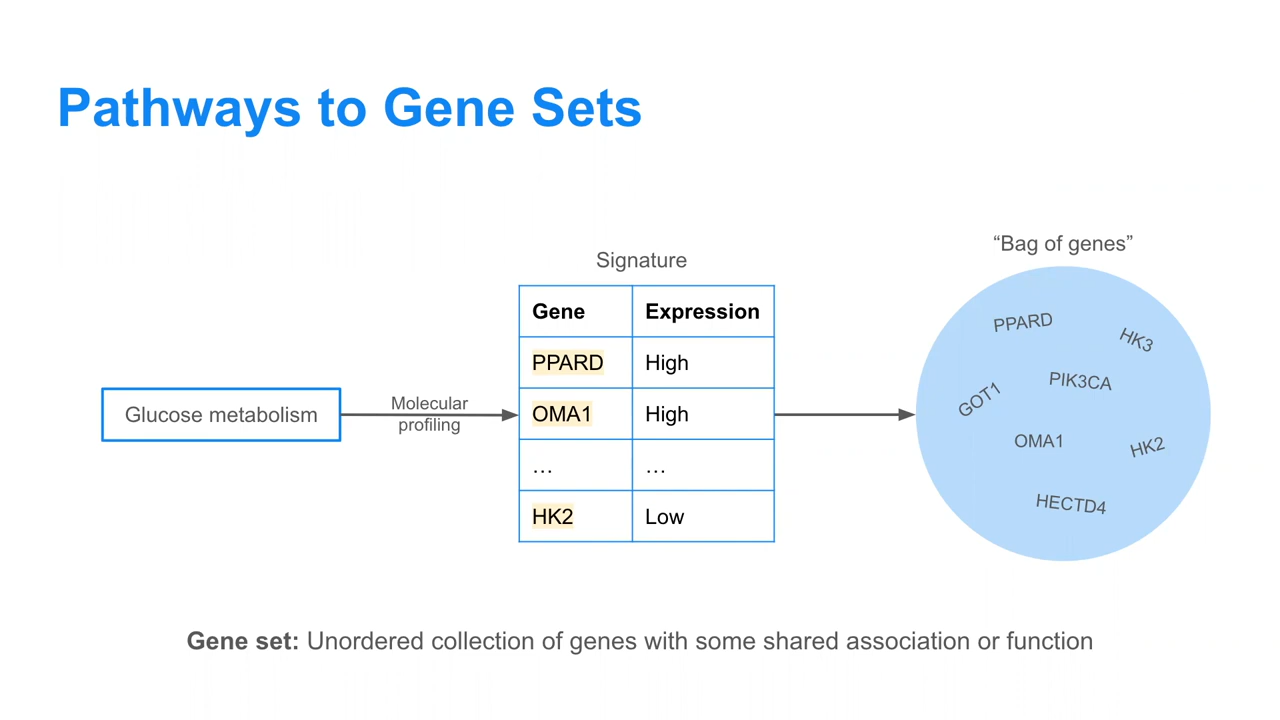 Pathways to Gene Sets
Glucose metabolism
Molecular
profiling
Signature
Gene Expression
PPARD High
OMA1 High
… …
HK2 Low
“Bag of genes”
PPARD
HK3
GOT1
PIK3CA
OMA1
HK2
HECTD4
Gene set: Unordered collection of genes with some shared association or function